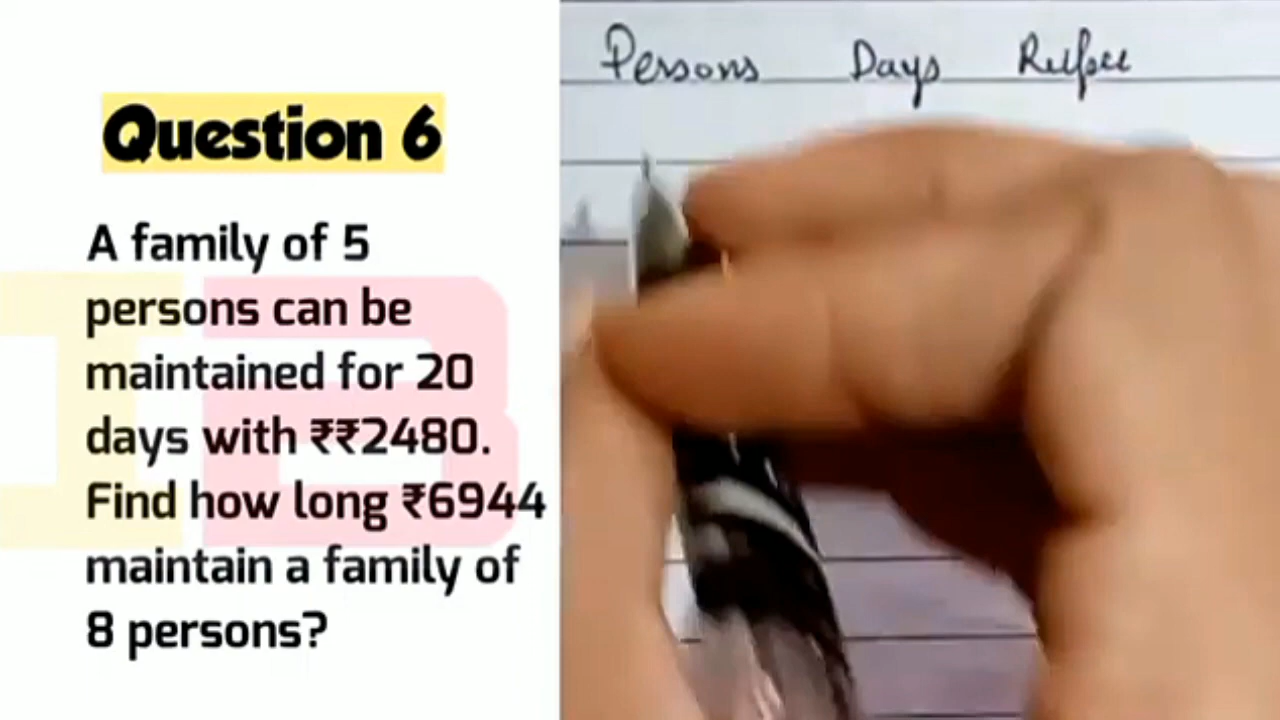 Question 6
A family of 5
persons can be
maintained for 20
days with ₹₹2480.
Find how long ₹6944
maintain a family of
8 persons?
Persons Days Rupee